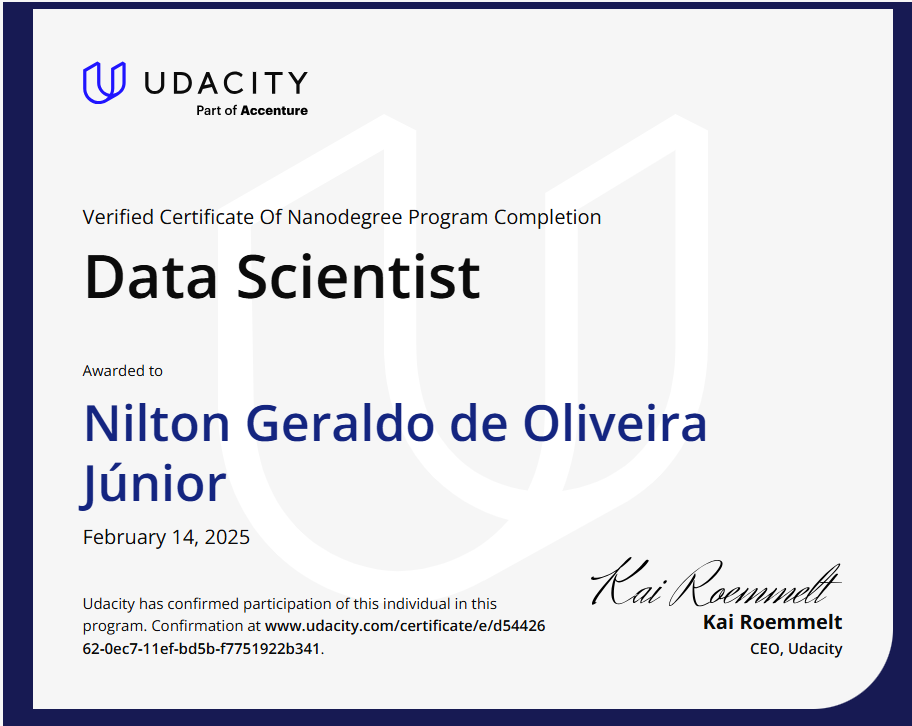 UDACITY
Part of Accenture
Verified Certificate Of Nanodegree Program Completion
Data Scientist
Awarded to
Nilton Geraldo de Oliveira
Júnior
February 14, 2025
Udacity has confirmed participation of this individual in this
program. Confirmation at www.udacity.com/certificate/e/d54426
62-0ec7-11ef-bd5b-f7751922b341.
Kai Roemmelt
Kai Roemmelt
CEO, Udacity